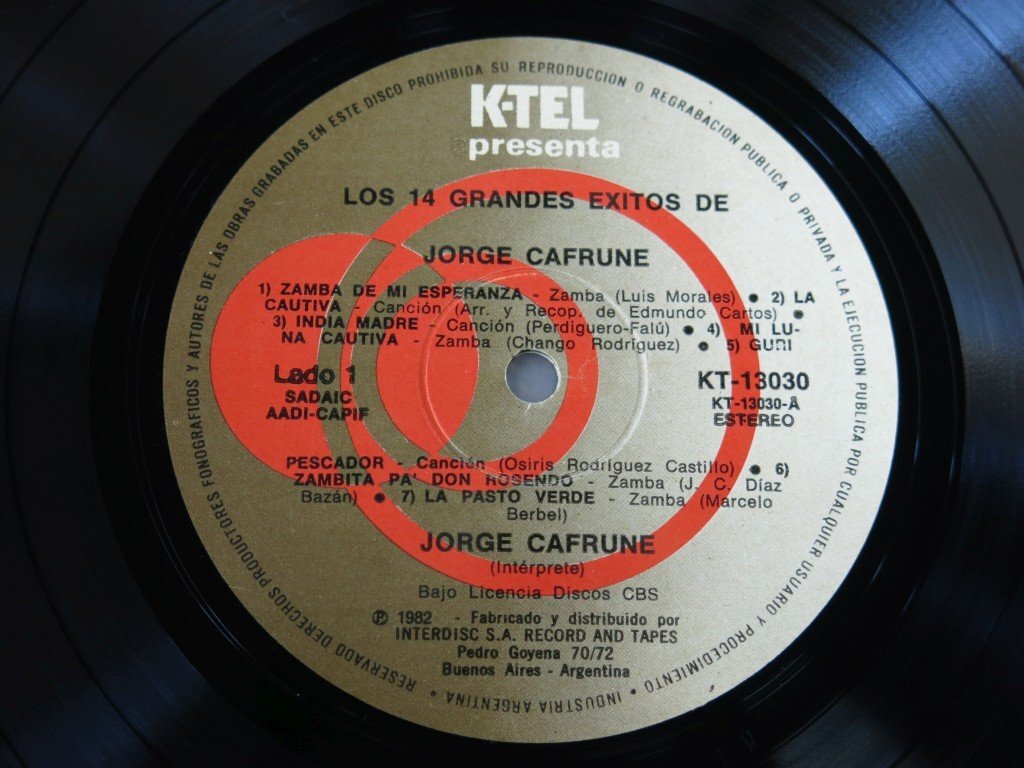 RESERVADO DERECHOS PRODUCTORES FONOGRAFICOS Y AUTORES DE LAS OBRAS GRABADAS EN ESTE DISCO PROHIBIDA SU REPRODUCCION O REGRABACION PUBLICA O PRIVADA Y LA EJECUCION PUBLICA POR CUALQUIER USUARIO Y PROCEDIMIENTO • INDUSTRIA ARGENTINA •
K-TEL
presenta
LOS 14 GRANDES EXITOS DE
JORGE CAFRUNE
1) ZAMBA DE MI ESPERANZA - Zamba (Luis Morales) ● 2) LA
CAUTIVA - Canción (Arr. y Recop. de Edmundo Cartos) ●
3) INDIA MADRE - Canción (Perdiguero-Falú) ● 4) MI LU-
NA CAUTIVA - Zamba (Chango Rodríguez) ● 5) GURI
Lado 1
SADAIC
AADI-CAPIF
KT-13030
KT-13030-A
ESTEREO
PESCADOR - Canción (Osiris Rodríguez Castillo) ● 6)
ZAMBITA PA' DON ROSENDO - Zamba (J. C. Díaz
Bazán) ● 7) LA PASTO VERDE - Zamba (Marcelo
Berbel)
JORGE CAFRUNE
(Intérprete)
Bajo Licencia Discos CBS
℗ 1982 - Fabricado y distribuido por
INTERDISC S.A. RECORD AND TAPES
Pedro Goyena 70/72
Buenos Aires - Argentina